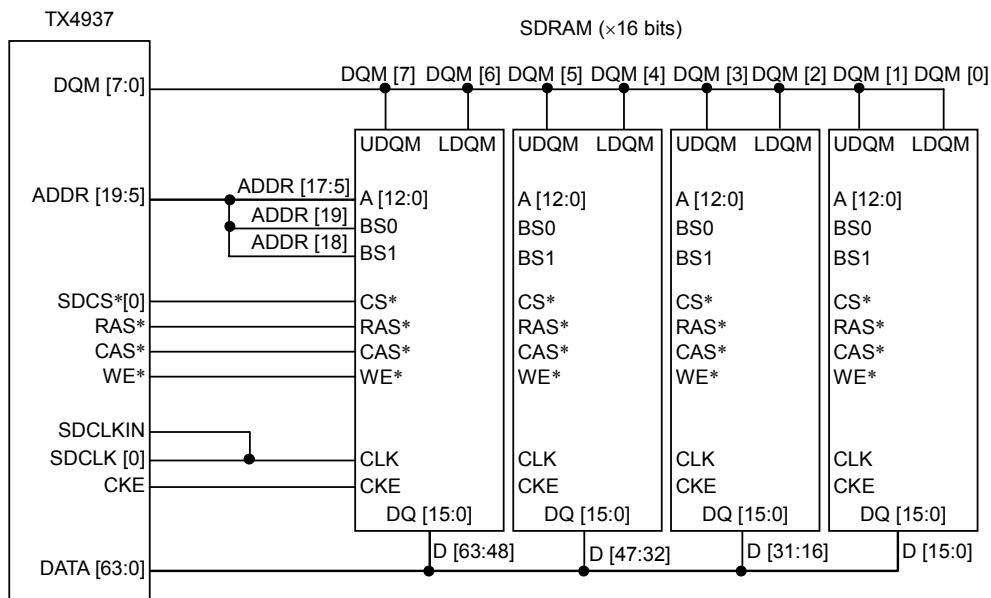 TX4937
SDRAM (×16 bits)
DQM [7:0]
DQM [7] DQM [6] DQM [5] DQM [4] DQM [3] DQM [2] DQM [1] DQM [0]
UDQM LDQM UDQM LDQM UDQM LDQM UDQM LDQM
ADDR [19:5] ADDR [17:5] A [12:0] A [12:0] A [12:0] A [12:0]
ADDR [19] BS0 BS0 BS0 BS0
ADDR [18] BS1 BS1 BS1 BS1
SDCS*[0] CS* CS* CS* CS*
RAS* RAS* RAS* RAS* RAS*
CAS* CAS* CAS* CAS* CAS*
WE* WE* WE* WE* WE*
SDCLKIN
SDCLK [0] CLK CLK CLK CLK
CKE CKE CKE CKE CKE
DQ [15:0] DQ [15:0] DQ [15:0] DQ [15:0]
D [63:48] D [47:32] D [31:16] D [15:0]
DATA [63:0]